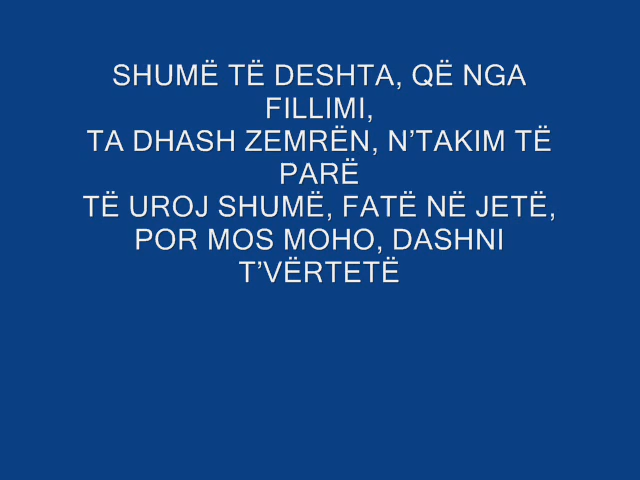 SHUMË TË DESHTA, QË NGA
FILLIMI,
TA DHASH ZEMRËN, N’TAKIM TË
PARË
TË UROJ SHUMË, FATË NË JETË,
POR MOS MOHO, DASHNI
T’VËRTETË